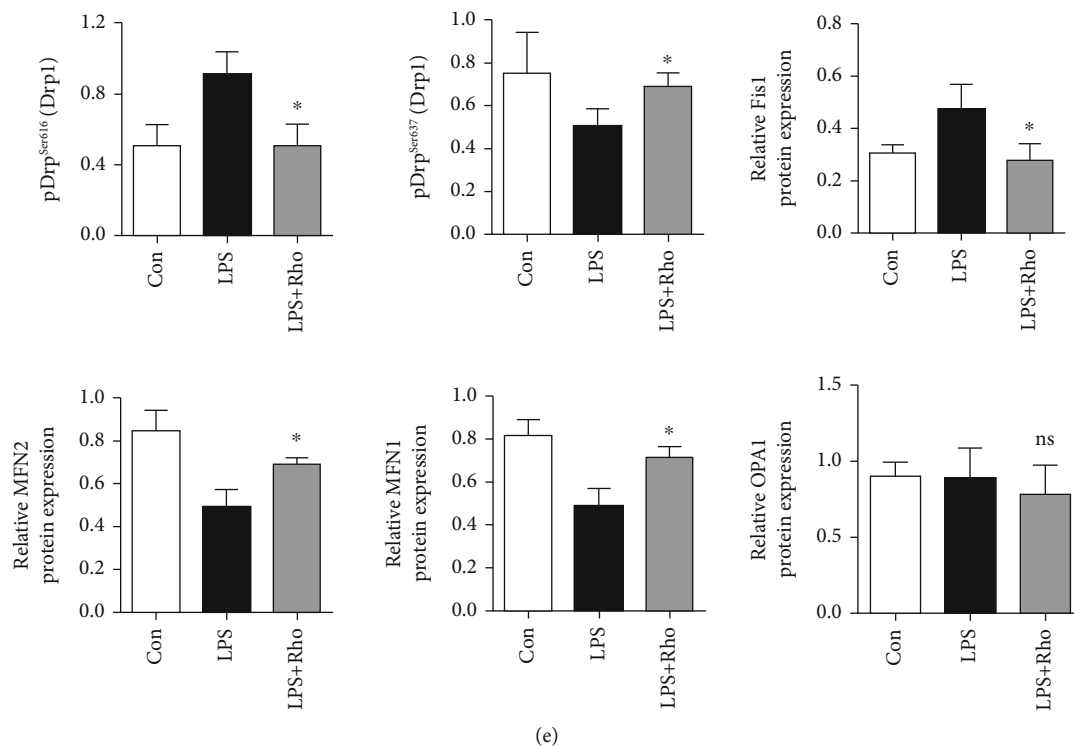 pDrp^Ser616 (Drp1)
1.2
0.8
0.4
0.0
*
Con
LPS
LPS+Rho
pDrp^Ser637 (Drp1)
1.0
0.8
0.6
0.4
0.2
0.0
*
Con
LPS
LPS+Rho
Relative Fis1
protein expression
0.8
0.6
0.4
0.2
0.0
*
Con
LPS
LPS+Rho
Relative MFN2
protein expression
1.0
0.8
0.6
0.4
0.2
0.0
*
Con
LPS
LPS+Rho
Relative MFN1
protein expression
1.0
0.8
0.6
0.4
0.2
0.0
*
Con
LPS
LPS+Rho
Relative OPA1
protein expression
1.5
1.0
0.5
0.0
ns
Con
LPS
LPS+Rho
(e)